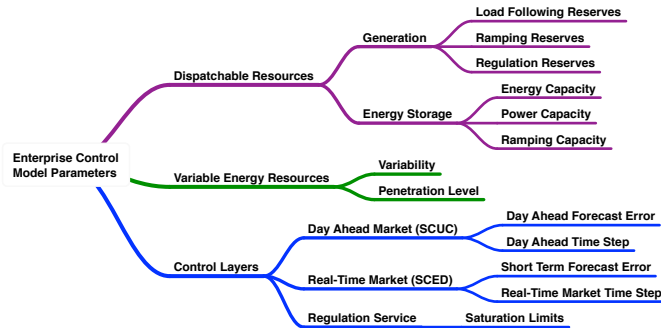 Enterprise Control
Model Parameters
Dispatchable Resources
Generation
Load Following Reserves
Ramping Reserves
Regulation Reserves
Energy Storage
Energy Capacity
Power Capacity
Ramping Capacity
Variable Energy Resources
Variability
Penetration Level
Control Layers
Day Ahead Market (SCUC)
Day Ahead Forecast Error
Day Ahead Time Step
Real-Time Market (SCED)
Short Term Forecast Error
Real-Time Market Time Step
Regulation Service
Saturation Limits